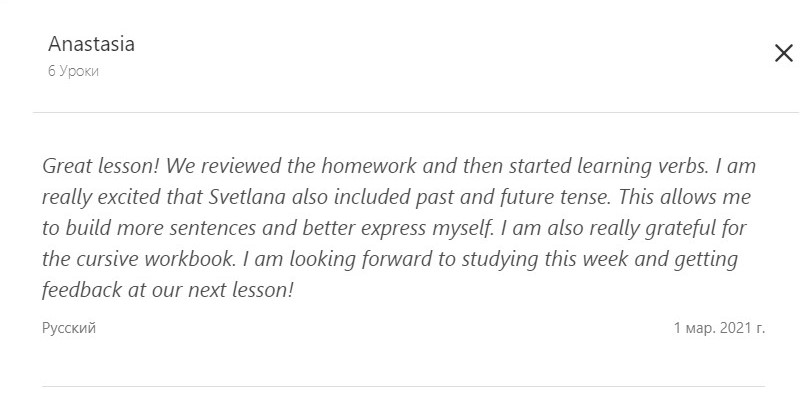 Anastasia
6 Уроки
Great lesson! We reviewed the homework and then started learning verbs. I am
really excited that Svetlana also included past and future tense. This allows me
to build more sentences and better express myself. I am also really grateful for
the cursive workbook. I am looking forward to studying this week and getting
feedback at our next lesson!
Русский
1 мар. 2021 г.